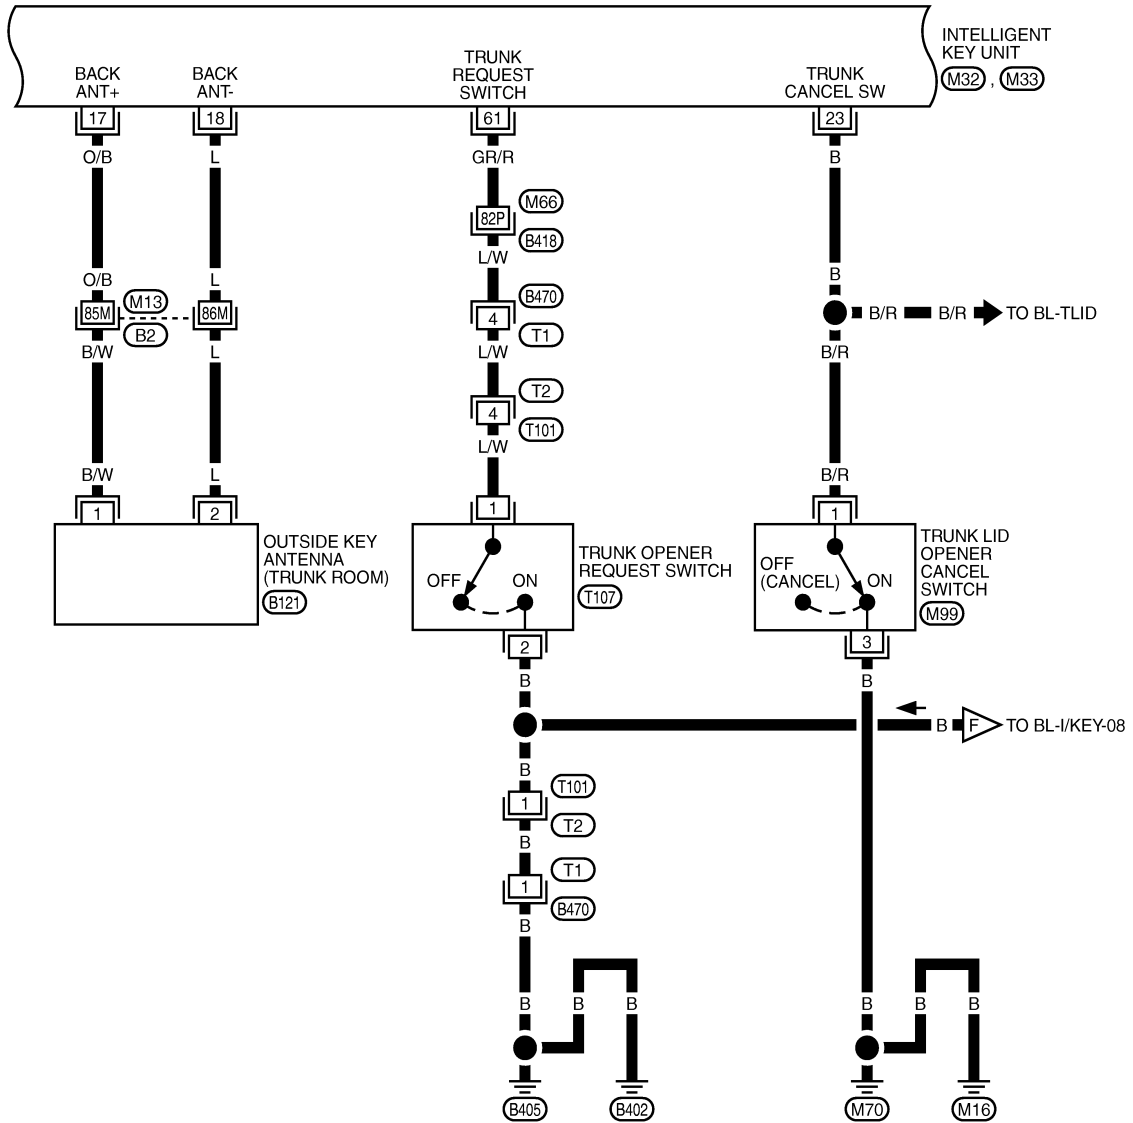 INTELLIGENT
KEY UNIT
M32 , M33
BACK
ANT+
BACK
ANT-
TRUNK
REQUEST
SWITCH
TRUNK
CANCEL SW
17
18
61
23
O/B
L
GR/R
B
82P
M66
B418
L/W
O/B
L
B
85M
M13
B2
86M
4
B470
T1
B/R
B/R
TO BL-TLID
B/W
L
L/W
B/R
4
T2
T101
L/W
B/W
L
B/R
1
2
1
1
OUTSIDE KEY
ANTENNA
(TRUNK ROOM)
B121
OFF
ON
TRUNK OPENER
REQUEST SWITCH
T107
OFF
(CANCEL)
ON
TRUNK LID
OPENER
CANCEL
SWITCH
M99
2
3
B
B
B
F
TO BL-I/KEY-08
B
1
T101
T2
B
1
T1
B470
B
B
B
B
B
B
B
B405
B402
M70
M16